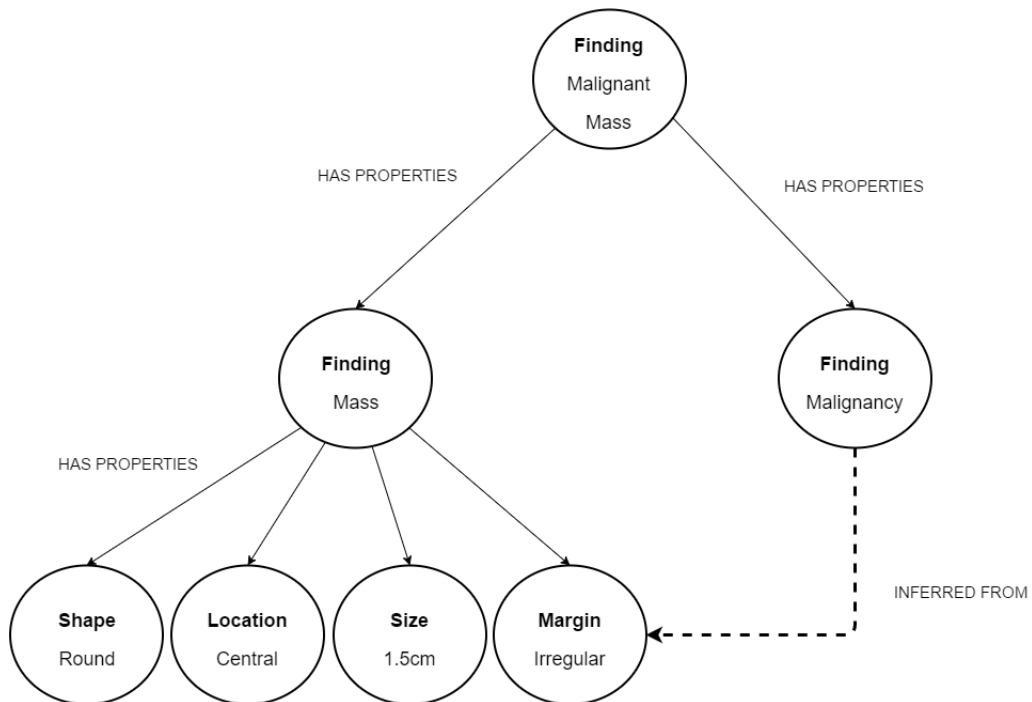 Finding
Malignant
Mass
HAS PROPERTIES
HAS PROPERTIES
Finding
Mass
Finding
Malignancy
HAS PROPERTIES
Shape
Round
Location
Central
Size
1.5cm
Margin
Irregular
INFERRED FROM